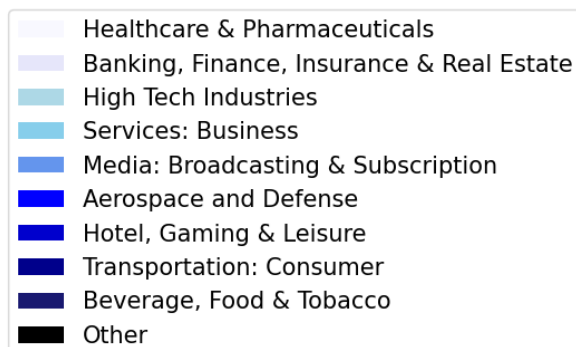 Healthcare & Pharmaceuticals
Banking, Finance, Insurance & Real Estate
High Tech Industries
Services: Business
Media: Broadcasting & Subscription
Aerospace and Defense
Hotel, Gaming & Leisure
Transportation: Consumer
Beverage, Food & Tobacco
Other